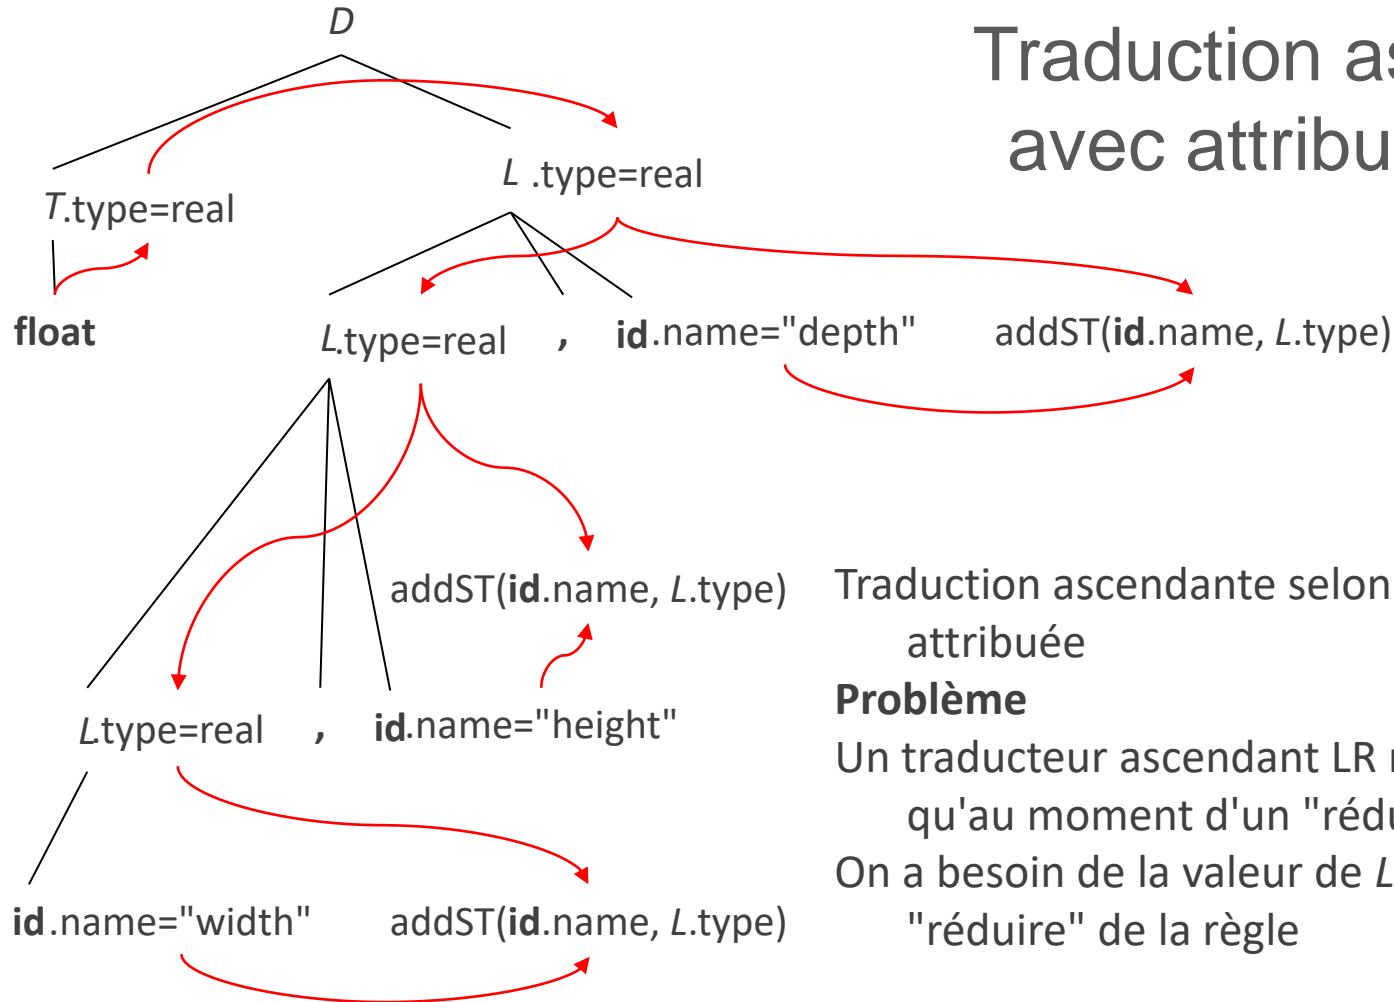 Traduction as
avec attribu
D
T.type=real
L .type=real
float
L.type=real , id.name="depth" addST(id.name, L.type)
addST(id.name, L.type)
L.type=real , id.name="height"
id.name="width" addST(id.name, L.type)
Traduction ascendante selon
attribuée
Problème
Un traducteur ascendant LR
qu'au moment d'un "rédu
On a besoin de la valeur de L
"réduire" de la règle